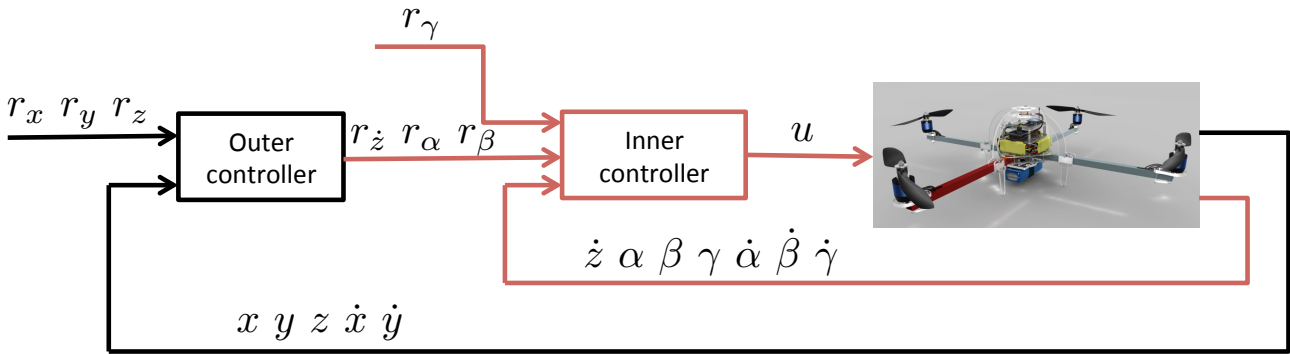 r_γ
r_x r_y r_z
Outer controller
r_ż r_α r_β
Inner controller
u
ż α β γ α̇ β̇ γ̇
x y z ẋ ẏ